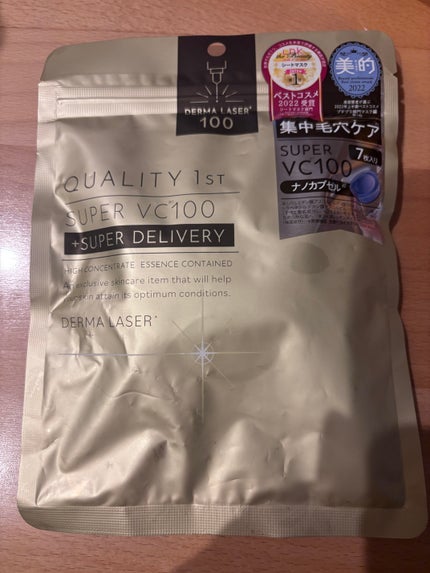 DERMA LASER
100
シートマスク
ベストコスメ
2022 受賞
美的
2022
集中毛穴ケア
SUPER
VC100
7枚入り
ナノカプセル
QUALITY 1ST
SUPER VC100
+SUPER DELIVERY
HIGH CONCENTRATE ESSENCE CONTAINED
An exclusive skincare item that will help
skin attain its optimum conditions.
DERMA LASER